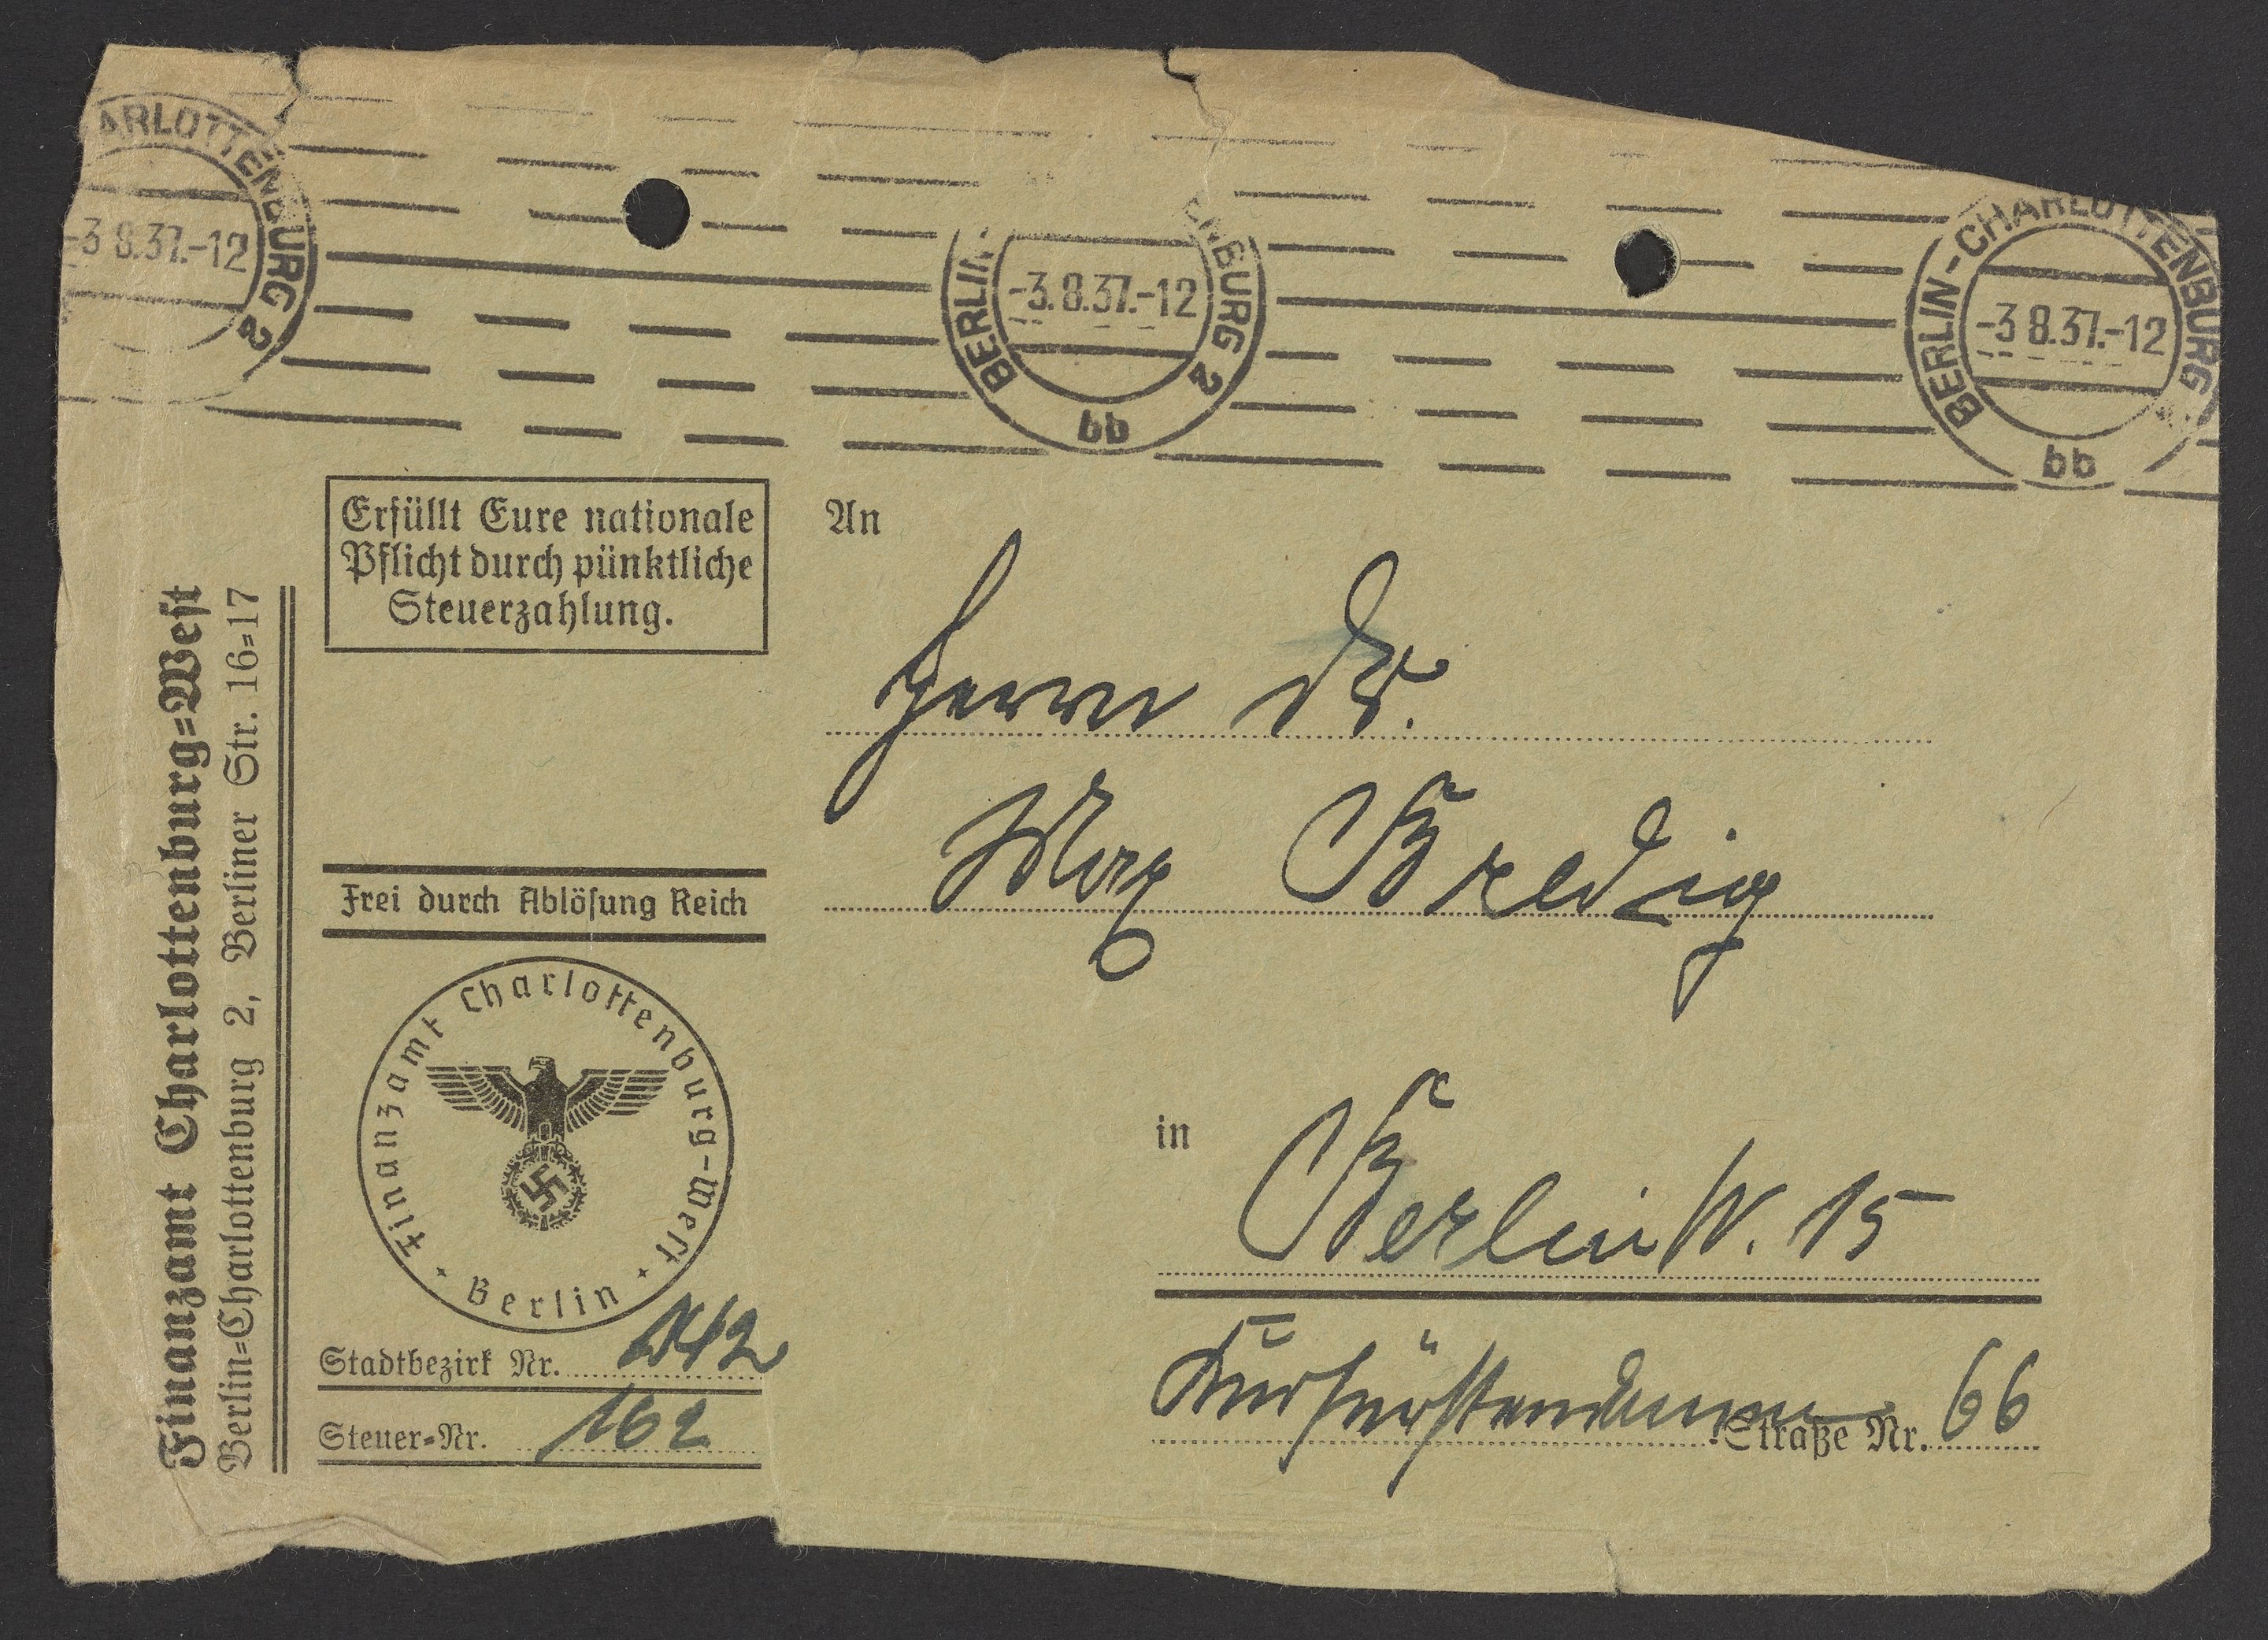 ARLOTTENBURG 2
-3 8.37.-12
BERLIN ENBURG 2
-3.8.37.-12
bb
BERLIN-CHARLOTTENBURG
-3 8.37.-12
bb
Finanzamt Charlottenburg=West
Berlin=Charlottenburg 2, Berliner Str. 16=17
Erfüllt Eure nationale
Pflicht durch pünktliche
Steuerzahlung.
Frei durch Ablösung Reich
Finanzamt Charlottenburg-West
Berlin
Stadtbezirk Nr.
Steuer=Nr. 162
An
Herrn Dr.
Max Bredig
in
Berlin W. 15
Kurfürstendamm Straße Nr. 66